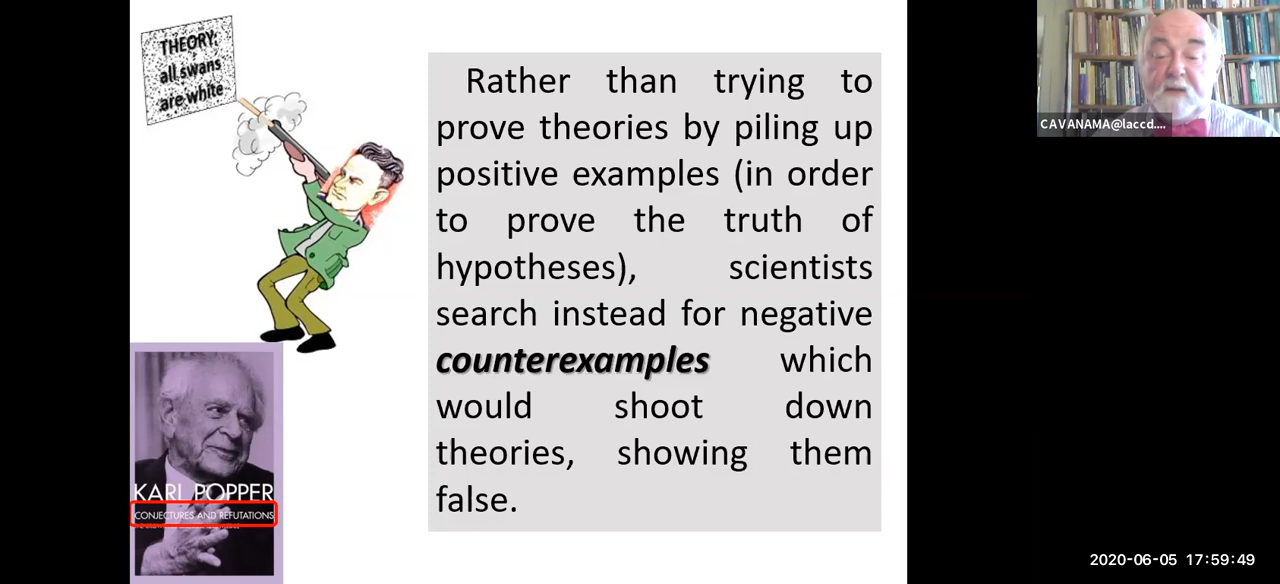 THEORY:
all swans
are white
Rather than trying to
prove theories by piling up
positive examples (in order
to prove the truth of
hypotheses), scientists
search instead for negative
counterexamples which
would shoot down
theories, showing them
false.
KARL POPPER
CONJECTURES AND REFUTATIONS
CAVANAMA@laccd....
2020-06-05 17:59:49